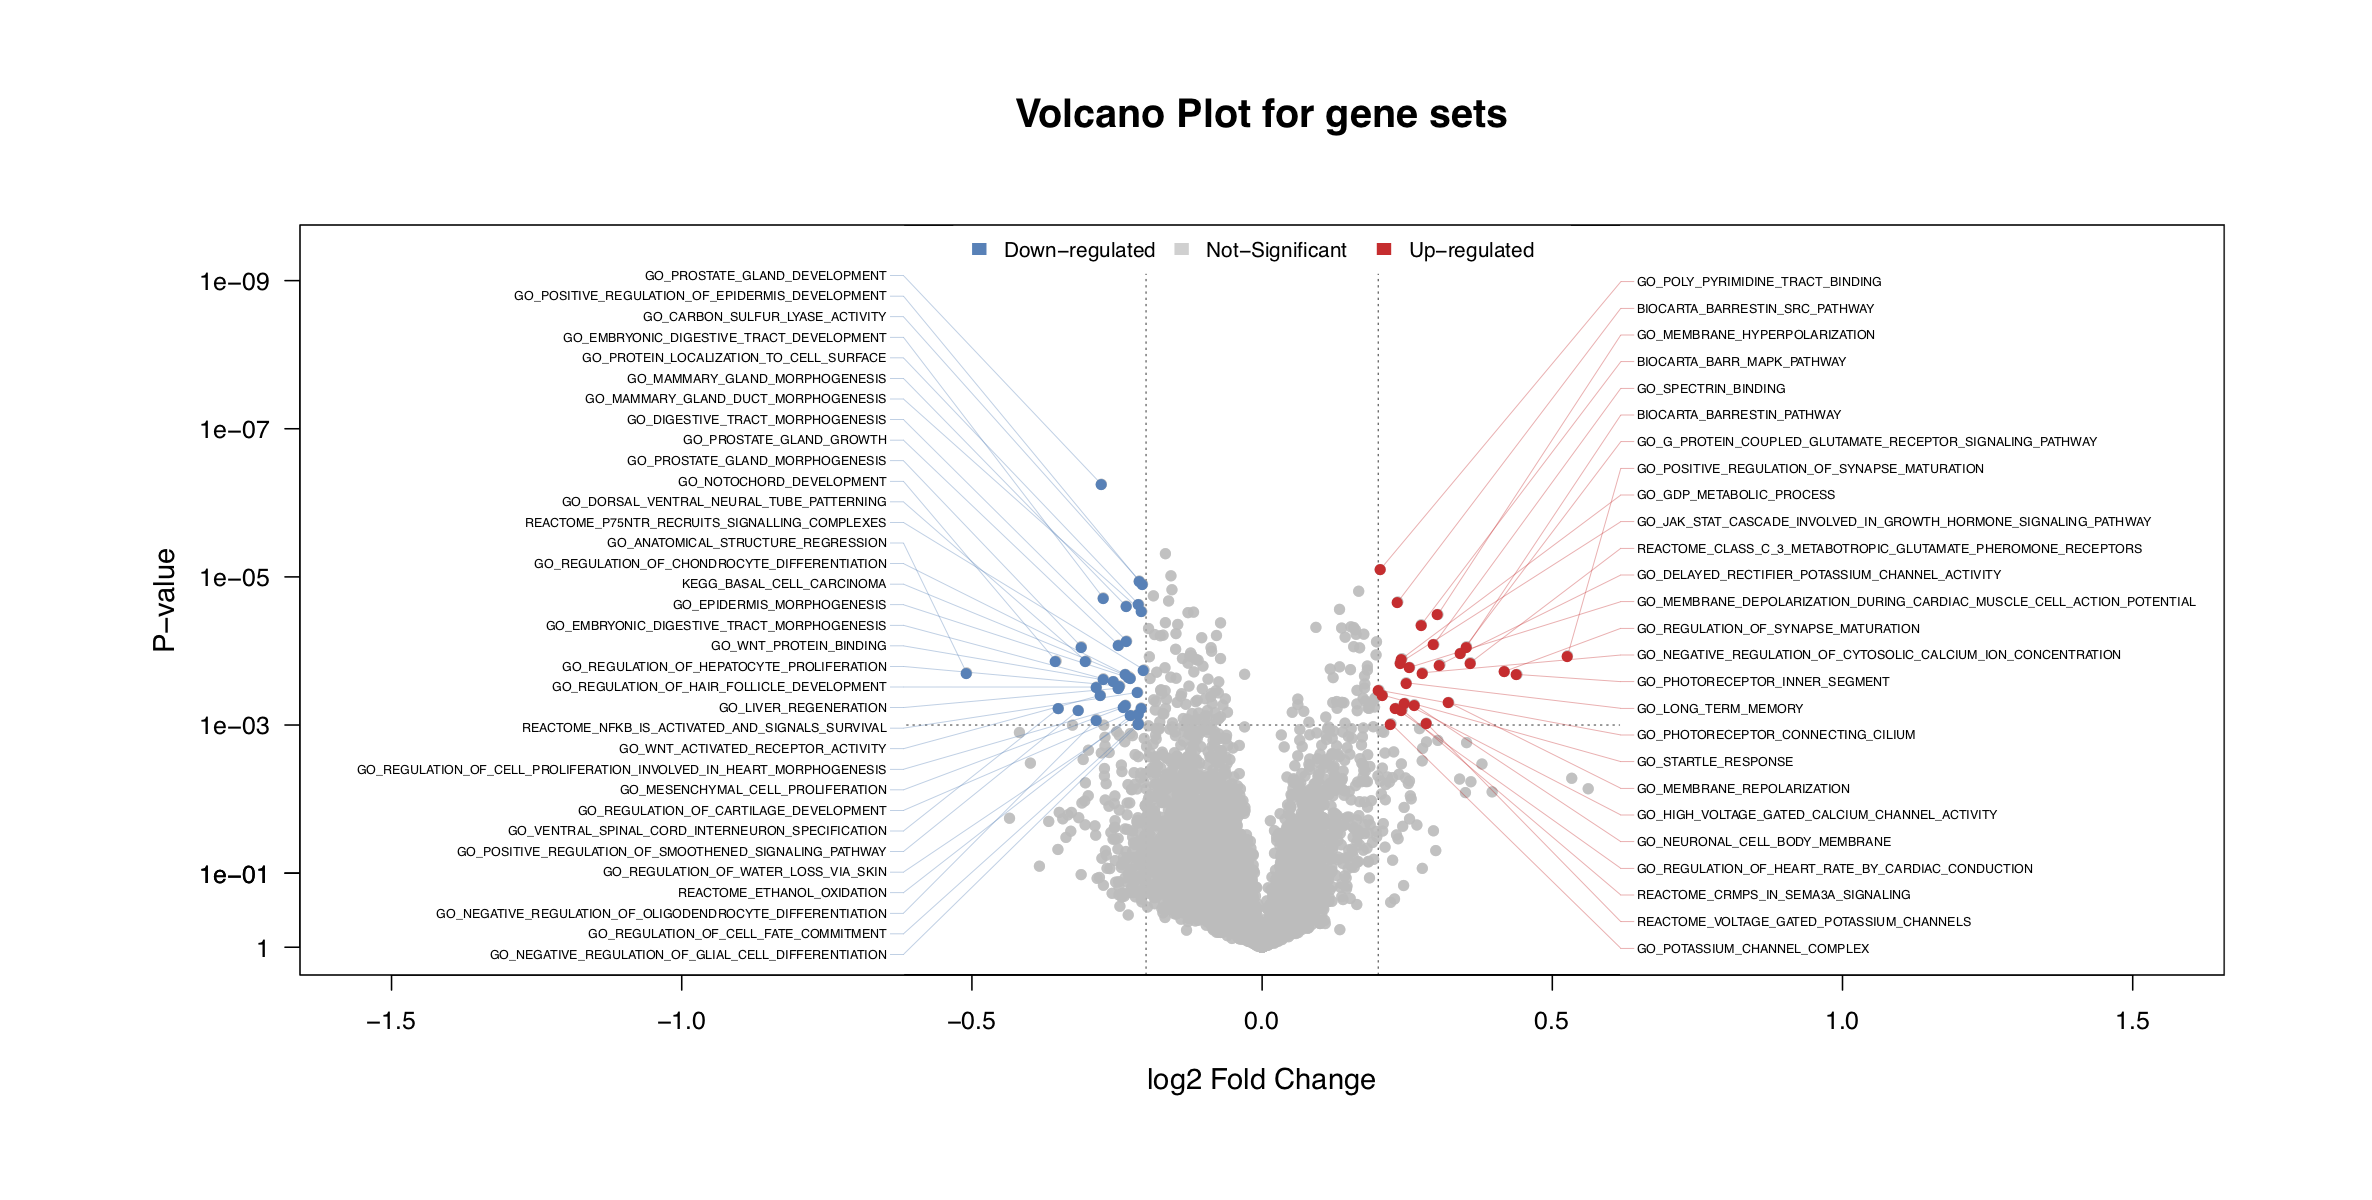 Volcano Plot for gene sets
Down−regulated
Not−Significant
Up−regulated
P−value
1e−09
1e−07
1e−05
1e−03
1e−01
1
GO_PROSTATE_GLAND_DEVELOPMENT
GO_POSITIVE_REGULATION_OF_EPIDERMIS_DEVELOPMENT
GO_CARBON_SULFUR_LYASE_ACTIVITY
GO_EMBRYONIC_DIGESTIVE_TRACT_DEVELOPMENT
GO_PROTEIN_LOCALIZATION_TO_CELL_SURFACE
GO_MAMMARY_GLAND_MORPHOGENESIS
GO_MAMMARY_GLAND_DUCT_MORPHOGENESIS
GO_DIGESTIVE_TRACT_MORPHOGENESIS
GO_PROSTATE_GLAND_GROWTH
GO_PROSTATE_GLAND_MORPHOGENESIS
GO_NOTOCHORD_DEVELOPMENT
GO_DORSAL_VENTRAL_NEURAL_TUBE_PATTERNING
REACTOME_P75NTR_RECRUITS_SIGNALLING_COMPLEXES
GO_ANATOMICAL_STRUCTURE_REGRESSION
GO_REGULATION_OF_CHONDROCYTE_DIFFERENTIATION
KEGG_BASAL_CELL_CARCINOMA
GO_EPIDERMIS_MORPHOGENESIS
GO_EMBRYONIC_DIGESTIVE_TRACT_MORPHOGENESIS
GO_WNT_PROTEIN_BINDING
GO_REGULATION_OF_HEPATOCYTE_PROLIFERATION
GO_REGULATION_OF_HAIR_FOLLICLE_DEVELOPMENT
GO_LIVER_REGENERATION
REACTOME_NFKB_IS_ACTIVATED_AND_SIGNALS_SURVIVAL
GO_WNT_ACTIVATED_RECEPTOR_ACTIVITY
GO_REGULATION_OF_CELL_PROLIFERATION_INVOLVED_IN_HEART_MORPHOGENESIS
GO_MESENCHYMAL_CELL_PROLIFERATION
GO_REGULATION_OF_CARTILAGE_DEVELOPMENT
GO_VENTRAL_SPINAL_CORD_INTERNEURON_SPECIFICATION
GO_POSITIVE_REGULATION_OF_SMOOTHENED_SIGNALING_PATHWAY
GO_REGULATION_OF_WATER_LOSS_VIA_SKIN
REACTOME_ETHANOL_OXIDATION
GO_NEGATIVE_REGULATION_OF_OLIGODENDROCYTE_DIFFERENTIATION
GO_REGULATION_OF_CELL_FATE_COMMITMENT
GO_NEGATIVE_REGULATION_OF_GLIAL_CELL_DIFFERENTIATION
GO_POLY_PYRIMIDINE_TRACT_BINDING
BIOCARTA_BARRESTIN_SRC_PATHWAY
GO_MEMBRANE_HYPERPOLARIZATION
BIOCARTA_BARR_MAPK_PATHWAY
GO_SPECTRIN_BINDING
BIOCARTA_BARRESTIN_PATHWAY
GO_G_PROTEIN_COUPLED_GLUTAMATE_RECEPTOR_SIGNALING_PATHWAY
GO_POSITIVE_REGULATION_OF_SYNAPSE_MATURATION
GO_GDP_METABOLIC_PROCESS
GO_JAK_STAT_CASCADE_INVOLVED_IN_GROWTH_HORMONE_SIGNALING_PATHWAY
REACTOME_CLASS_C_3_METABOTROPIC_GLUTAMATE_PHEROMONE_RECEPTORS
GO_DELAYED_RECTIFIER_POTASSIUM_CHANNEL_ACTIVITY
GO_MEMBRANE_DEPOLARIZATION_DURING_CARDIAC_MUSCLE_CELL_ACTION_POTENTIAL
GO_REGULATION_OF_SYNAPSE_MATURATION
GO_NEGATIVE_REGULATION_OF_CYTOSOLIC_CALCIUM_ION_CONCENTRATION
GO_PHOTORECEPTOR_INNER_SEGMENT
GO_LONG_TERM_MEMORY
GO_PHOTORECEPTOR_CONNECTING_CILIUM
GO_STARTLE_RESPONSE
GO_MEMBRANE_REPOLARIZATION
GO_HIGH_VOLTAGE_GATED_CALCIUM_CHANNEL_ACTIVITY
GO_NEURONAL_CELL_BODY_MEMBRANE
GO_REGULATION_OF_HEART_RATE_BY_CARDIAC_CONDUCTION
REACTOME_CRMPS_IN_SEMA3A_SIGNALING
REACTOME_VOLTAGE_GATED_POTASSIUM_CHANNELS
GO_POTASSIUM_CHANNEL_COMPLEX
−1.5
−1.0
−0.5
0.0
0.5
1.0
1.5
log2 Fold Change